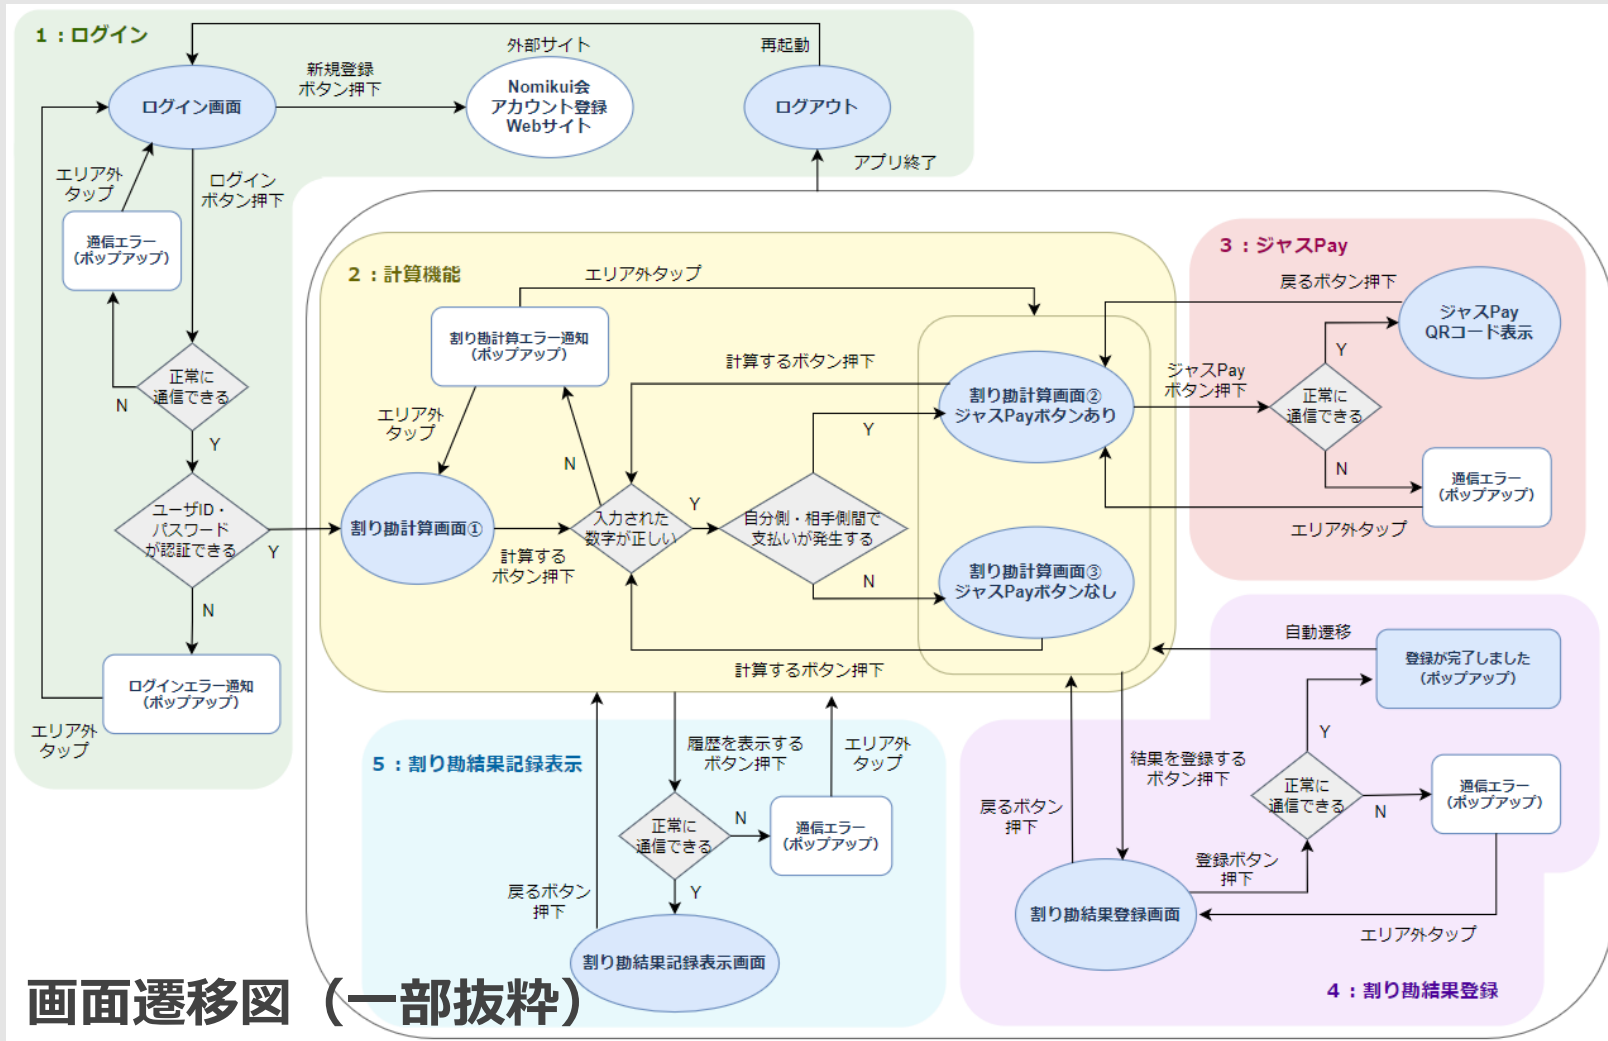 1：ログイン
外部サイト
再起動
新規登録
ボタン押下
ログイン画面
Nomikui会
アカウント登録
Webサイト
ログアウト
アプリ終了
エリア外
タップ
ログイン
ボタン押下
通信エラー
（ポップアップ）
正常に
通信できる
N
Y
ユーザID・
パスワード
が認証できる
Y
N
ログインエラー通知
（ポップアップ）
エリア外
タップ
2：計算機能
エリア外タップ
割り勘計算エラー通知
（ポップアップ）
計算するボタン押下
エリア外
タップ
N
割り勘計算画面①
計算する
ボタン押下
入力された
数字が正しい
Y
自分側・相手側間で
支払いが発生する
Y
N
割り勘計算画面②
ジャスPayボタンあり
割り勘計算画面③
ジャスPayボタンなし
計算するボタン押下
3：ジャスPay
戻るボタン押下
ジャスPay
QRコード表示
ジャスPay
ボタン押下
Y
正常に
通信できる
N
通信エラー
（ポップアップ）
エリア外タップ
自動遷移
登録が完了しました
（ポップアップ）
Y
結果を登録する
ボタン押下
正常に
通信できる
N
通信エラー
（ポップアップ）
戻るボタン
押下
登録ボタン
押下
割り勘結果登録画面
エリア外タップ
4：割り勘結果登録
5：割り勘結果記録表示
履歴を表示する
ボタン押下
エリア外
タップ
正常に
通信できる
N
通信エラー
（ポップアップ）
Y
戻るボタン
押下
割り勘結果記録表示画面
画面遷移図（一部抜粋）